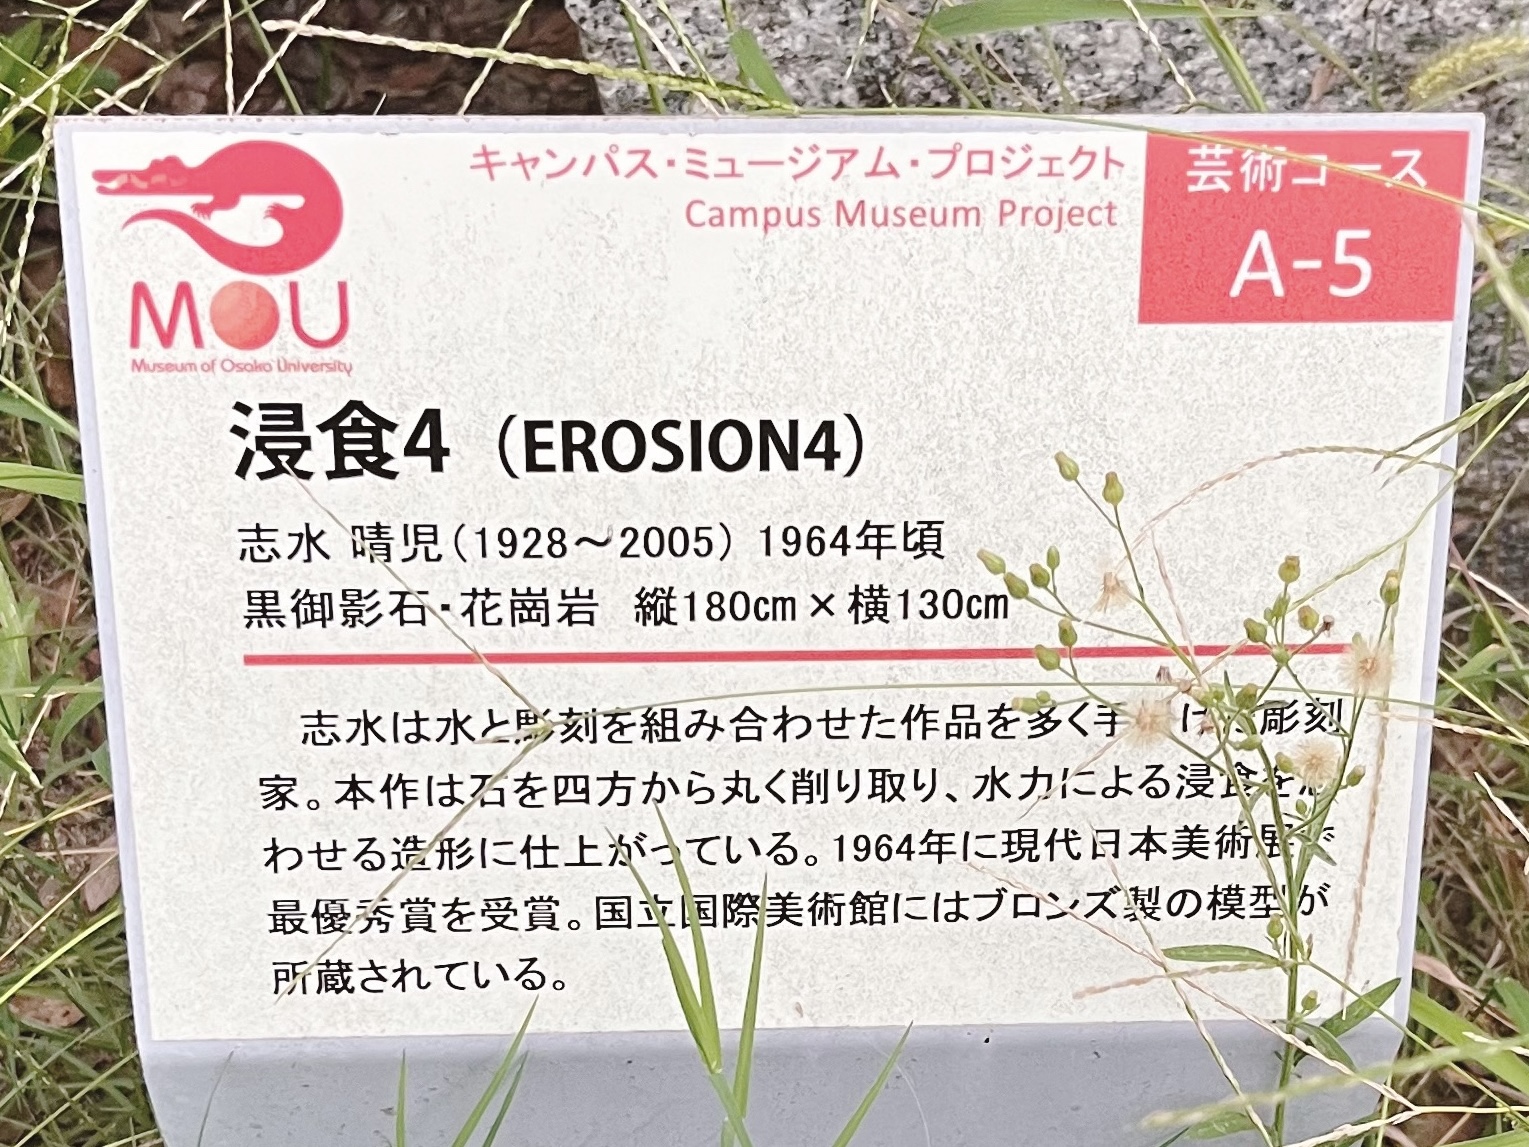 キャンパス・ミュージアム・プロジェクト
Campus Museum Project
芸術コース
A-5
MOU
Museum of Osaka University
浸食4（EROSION4）
志水 晴児（1928～2005） 1964年頃
黒御影石・花崗岩　縦180㎝×横130㎝
志水は水と彫刻を組み合わせた作品を多く手 け 彫刻
家。本作は石を四方から丸く削り取り、水力による浸食を
わせる造形に仕上がっている。1964年に現代日本美術展で
最優秀賞を受賞。国立国際美術館にはブロンズ製の模型が
所蔵されている。